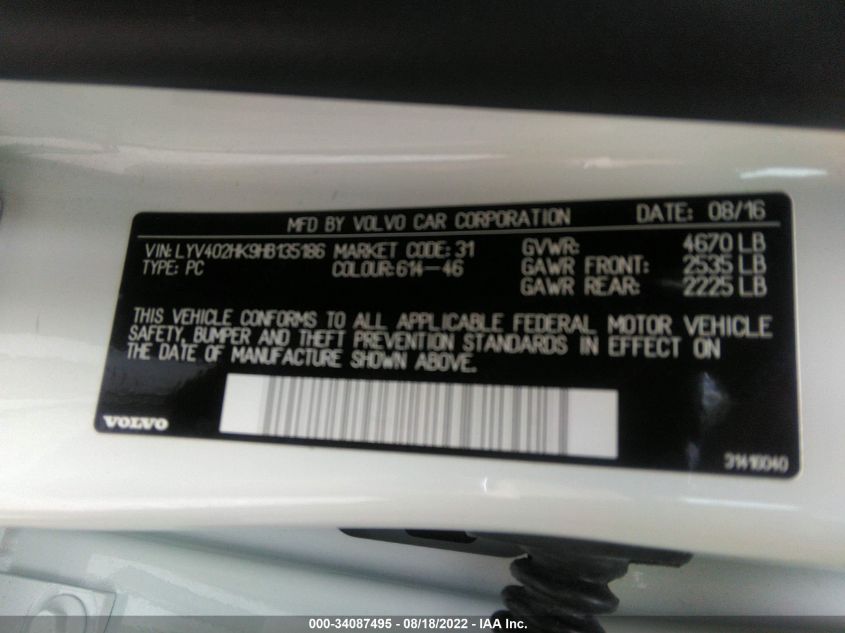 MFD BY VOLVO CAR CORPORATION DATE: 08/16
VIN: LYV402HK9HB135186 MARKET CODE: 31 GVWR: 4670 LB
TYPE: PC COLOUR: 614-46 GAWR FRONT: 2535 LB
GAWR REAR: 2225 LB
THIS VEHICLE CONFORMS TO ALL APPLICABLE FEDERAL MOTOR VEHICLE
SAFETY, BUMPER AND THEFT PREVENTION STANDARDS IN EFFECT ON
THE DATE OF MANUFACTURE SHOWN ABOVE.
VOLVO
31416040
000-34087495 - 08/18/2022 - IAA Inc.